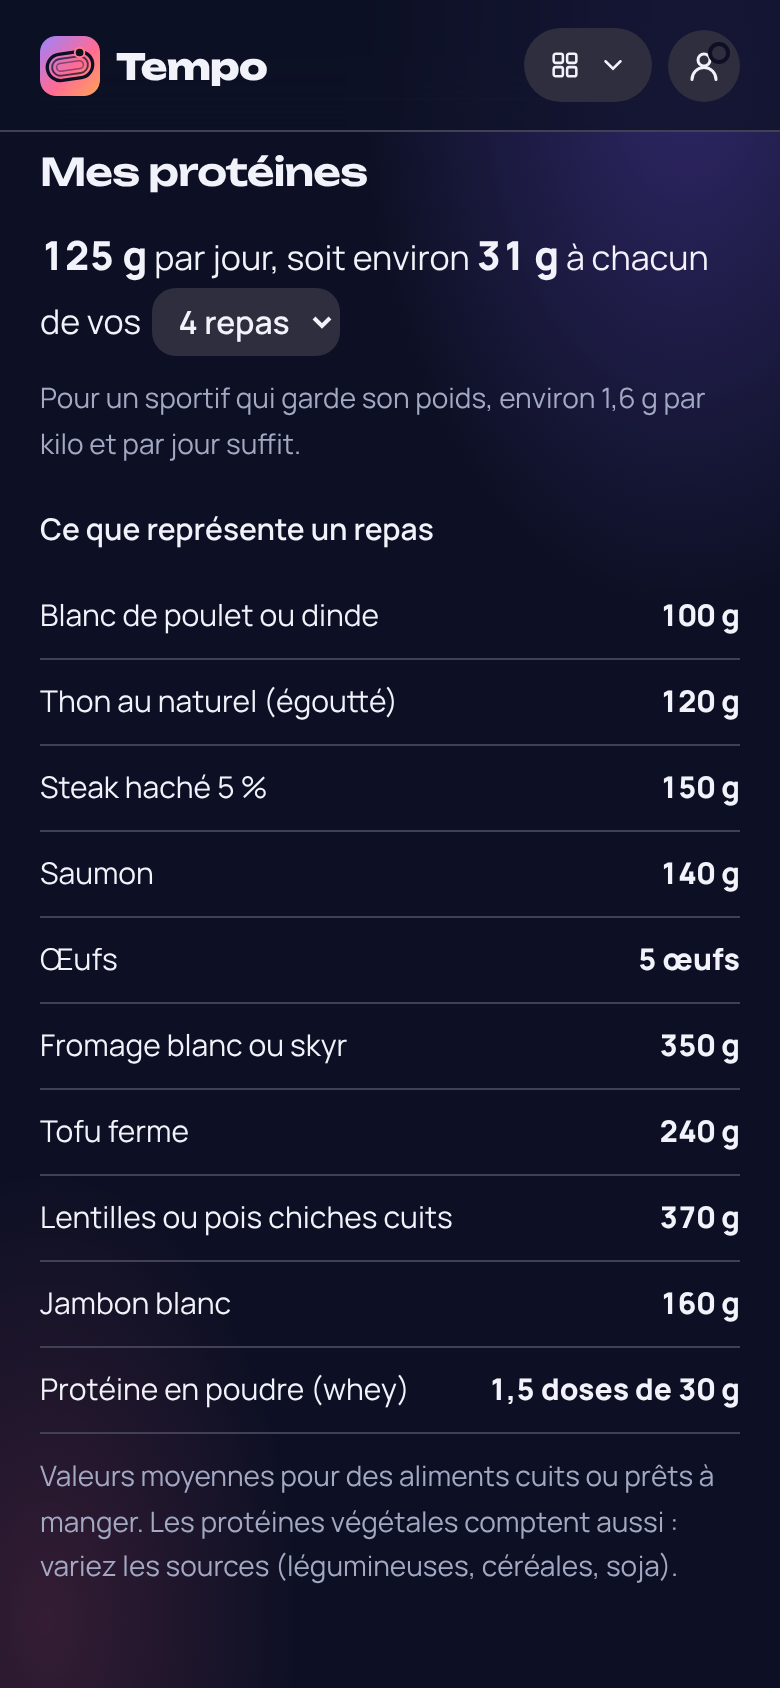 Tempo
Mes protéines
125 g par jour, soit environ 31 g à chacun
de vos 4 repas
Pour un sportif qui garde son poids, environ 1,6 g par
kilo et par jour suffit.
Ce que représente un repas
Blanc de poulet ou dinde 100 g
Thon au naturel (égoutté) 120 g
Steak haché 5 % 150 g
Saumon 140 g
Œufs 5 œufs
Fromage blanc ou skyr 350 g
Tofu ferme 240 g
Lentilles ou pois chiches cuits 370 g
Jambon blanc 160 g
Protéine en poudre (whey) 1,5 doses de 30 g
Valeurs moyennes pour des aliments cuits ou prêts à
manger. Les protéines végétales comptent aussi :
variez les sources (légumineuses, céréales, soja).